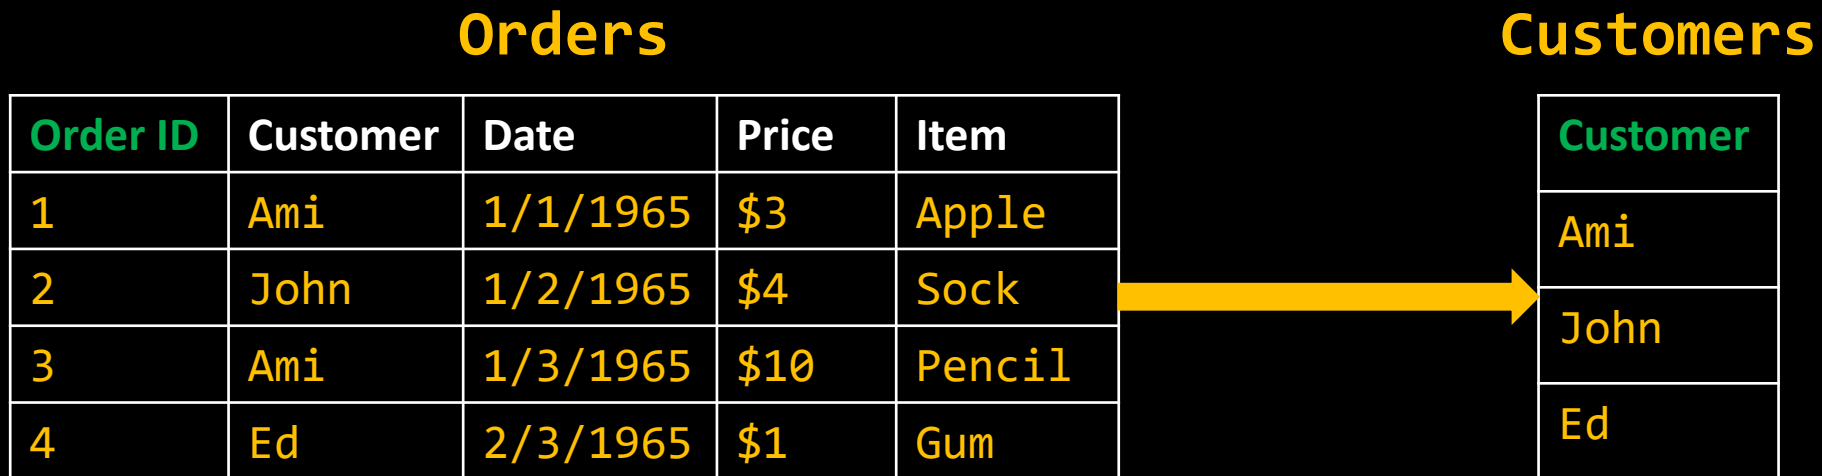 Orders
Customers
Order ID Customer Date Price Item
1 Ami 1/1/1965 $3 Apple
2 John 1/2/1965 $4 Sock
3 Ami 1/3/1965 $10 Pencil
4 Ed 2/3/1965 $1 Gum
Customer
Ami
John
Ed